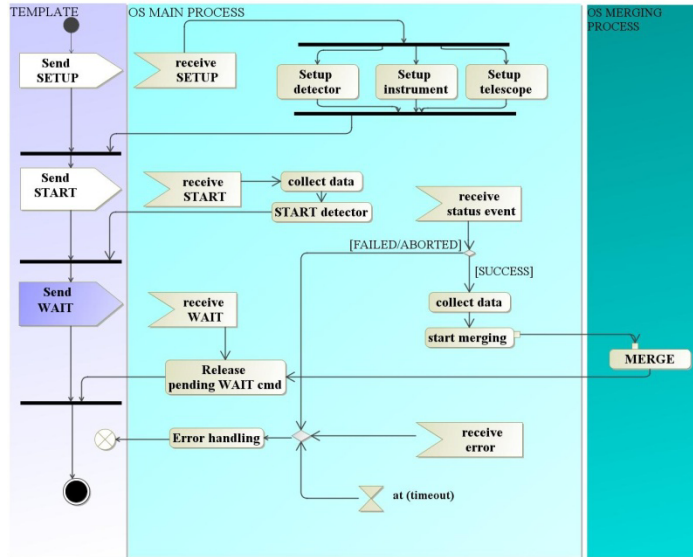 TEMPLATE
OS MAIN PROCESS
OS MERGING
PROCESS
Send
SETUP
receive
SETUP
Setup
detector
Setup
instrument
Setup
telescope
Send
START
receive
START
collect data
START detector
receive
status event
[FAILED/ABORTED]
[SUCCESS]
Send
WAIT
receive
WAIT
collect data
start merging
MERGE
Release
pending WAIT cmd
Error handling
receive
error
at (timeout)